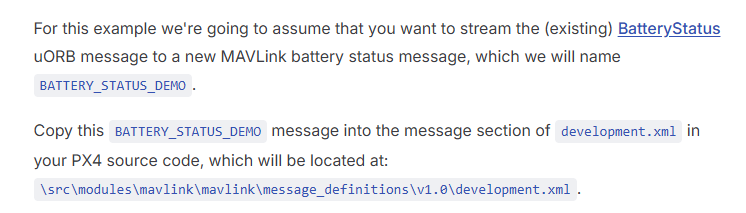 For this example we're going to assume that you want to stream the (existing) BatteryStatus
uORB message to a new MAVLink battery status message, which we will name
BATTERY_STATUS_DEMO.
Copy this BATTERY_STATUS_DEMO message into the message section of development.xml in
your PX4 source code, which will be located at:
\src\modules\mavlink\mavlink\message_definitions\v1.0\development.xml.